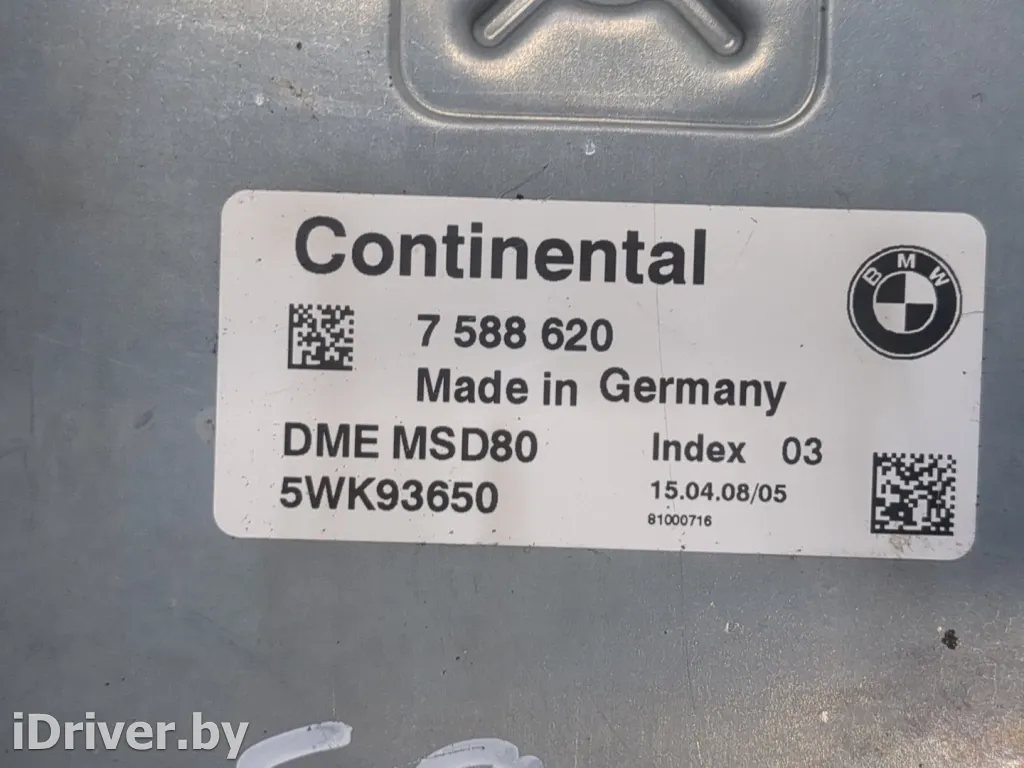 Continental
BMW
7 588 620
Made in Germany
DME MSD80
Index 03
5WK93650
15.04.08/05
81000716
iDriver.by